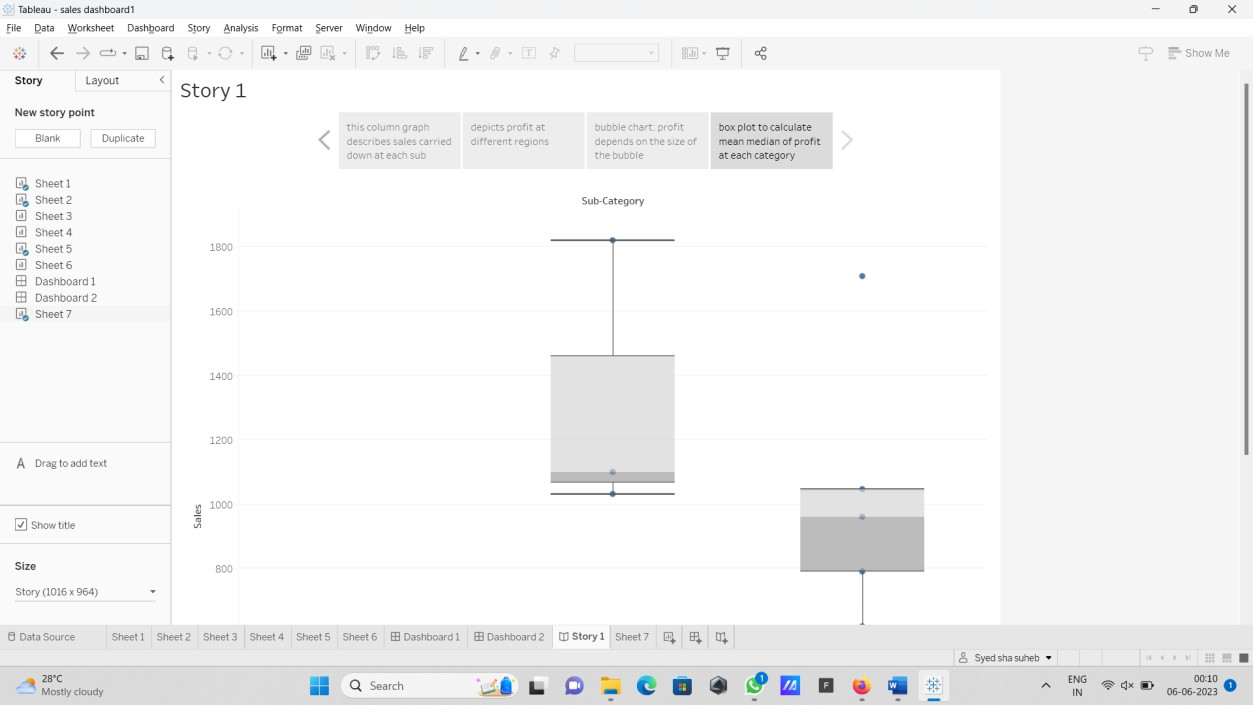 Tableau - sales dashboard1
File Data Worksheet Dashboard Story Analysis Format Server Window Help
Show Me
Story Layout
New story point
Blank Duplicate
Sheet 1
Sheet 2
Sheet 3
Sheet 4
Sheet 5
Sheet 6
Dashboard 1
Dashboard 2
Sheet 7
A Drag to add text
Show title
Size
Story (1016 x 964)
Story 1
this column graph
describes sales carried
down at each sub
depicts profit at
different regions
bubble chart: profit
depends on the size of
the bubble
box plot to calculate
mean median of profit
at each category
Sub-Category
1800
1600
1400
1200
1000
800
Sales
Data Source Sheet 1 Sheet 2 Sheet 3 Sheet 4 Sheet 5 Sheet 6 Dashboard 1 Dashboard 2 Story 1 Sheet 7
Syed sha suheb
28°C
Mostly cloudy
Search
1
F
W
ENG
IN
00:10
06-06-2023
1